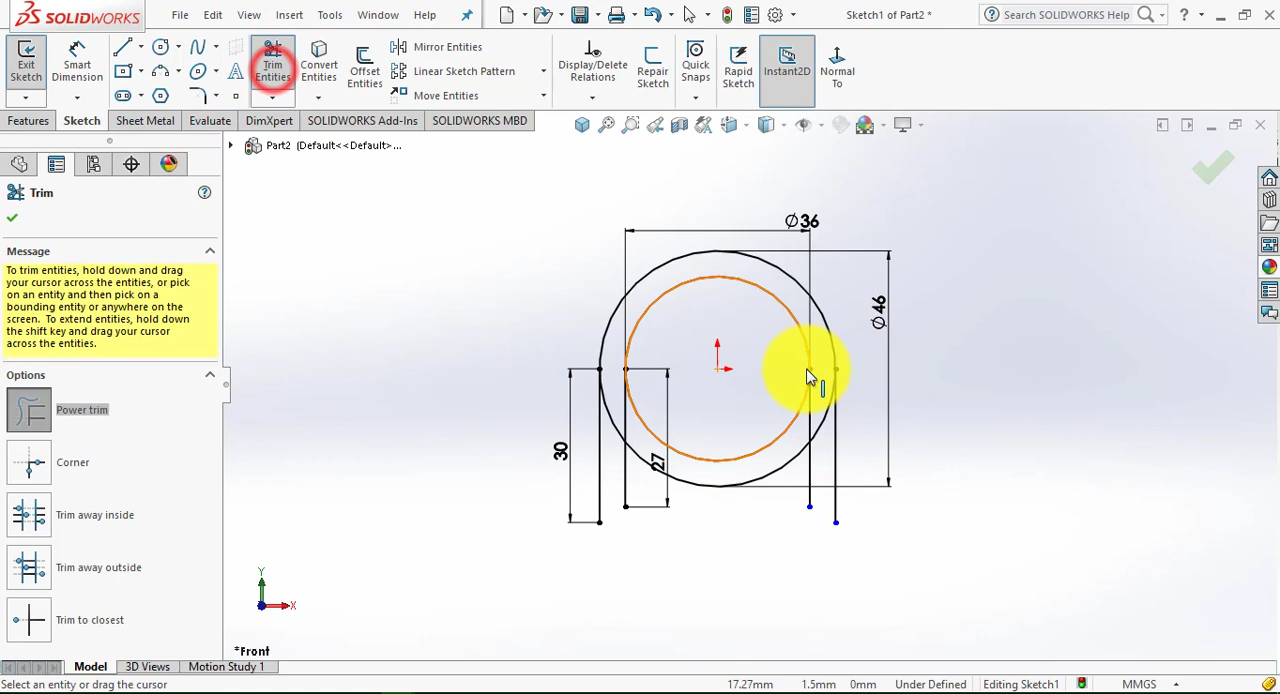 SOLIDWORKS
File Edit View Insert Tools Window Help
Sketch1 of Part2 *
Search SOLIDWORKS Help
?
Exit Sketch
Smart Dimension
Trim Entities
Convert Entities
Offset Entities
Mirror Entities
Linear Sketch Pattern
Move Entities
Display/Delete Relations
Repair Sketch
Quick Snaps
Rapid Sketch
Instant2D
Normal To
Features Sketch Sheet Metal Evaluate DimXpert SOLIDWORKS Add-Ins SOLIDWORKS MBD
Part2 (Default<<Default>...
Trim
?
Message
To trim entities, hold down and drag
your cursor across the entities, or pick
on an entity and then pick on a
bounding entity or anywhere on the
screen. To extend entities, hold down
the shift key and drag your cursor
across the entities.
Options
Power trim
Corner
Trim away inside
Trim away outside
Trim to closest
Ø36
Ø46
30
27
Y
X
*Front
Model 3D Views Motion Study 1
Select an entity or drag the cursor
17.27mm 1.5mm 0mm Under Defined Editing Sketch1 MMGS